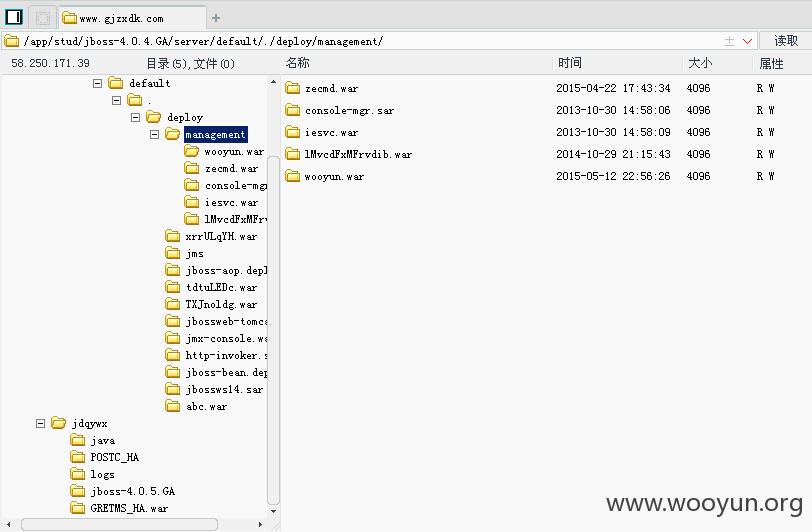 www.gjzxdk.com
/app/stud/jboss-4.0.4.GA/server/default/./deploy/management/
读取
58.250.171.39
目录(5),文件(0)
名称 时间 大小 属性
default
.
deploy
management
wooyun.war
zecmd.war
console-mgr
iesvc.war
lMvcdFxMFrv
xrrULqYH.war
jms
jboss-aop.depl
tdtuLEDc.war
TXJnoldg.war
jbossweb-tomca
jmx-console.wa
http-invoker.s
jboss-bean.dep
jbossws14.sar
abc.war
jdqywx
java
POSTC_HA
logs
jboss-4.0.5.GA
GRETMS_HA.war
zecmd.war 2015-04-22 17:43:34 4096 R W
console-mgr.sar 2013-10-30 14:58:06 4096 R W
iesvc.war 2013-10-30 14:58:09 4096 R W
lMvcdFxMFrvdib.war 2014-10-29 21:15:43 4096 R W
wooyun.war 2015-05-12 22:56:26 4096 R W
www.wooyun.org